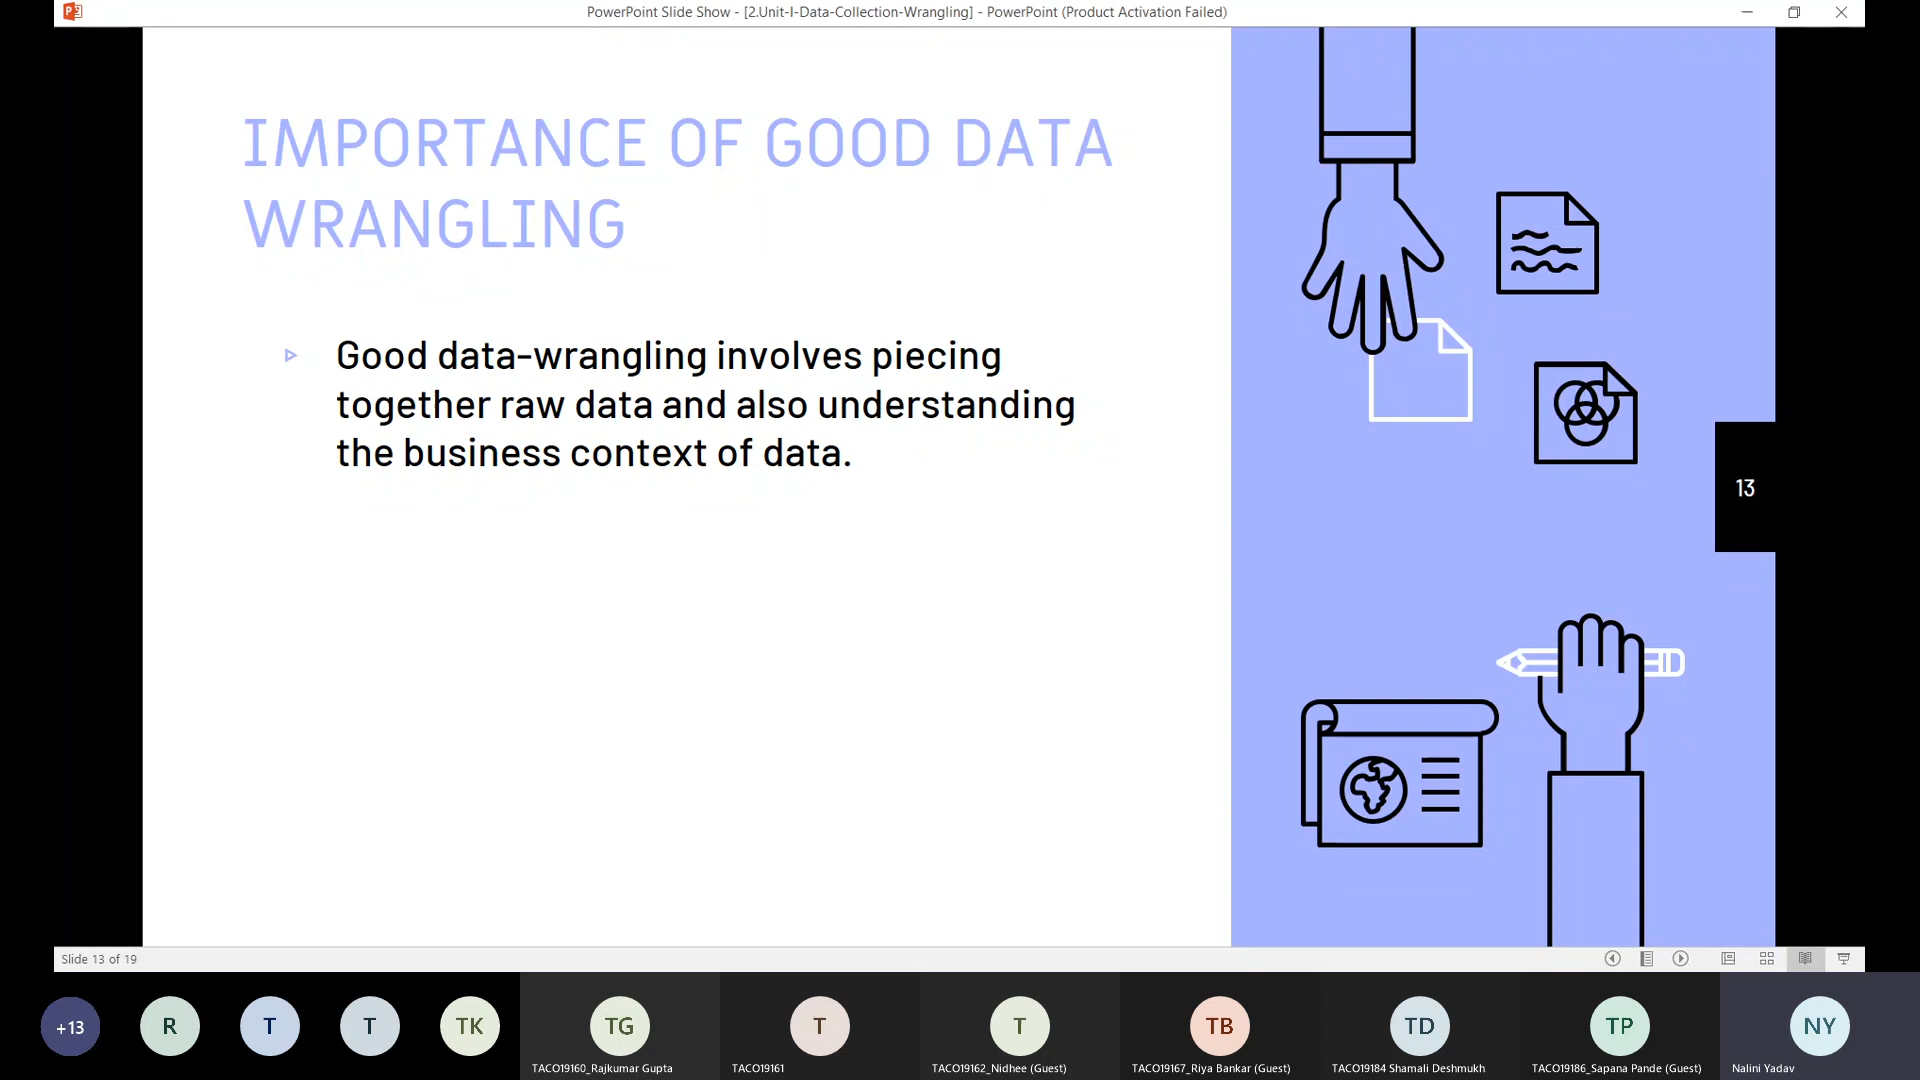 PowerPoint Slide Show - [2.Unit-I-Data-Collection-Wrangling] - PowerPoint (Product Activation Failed)
IMPORTANCE OF GOOD DATA
WRANGLING
Good data-wrangling involves piecing
together raw data and also understanding
the business context of data.
13
Slide 13 of 19
+13
R
T
T
TK
TG
T
T
TB
TD
TP
NY
TACO19160_Rajkumar Gupta
TACO19161
TACO19162_Nidhee (Guest)
TACO19167_Riya Bankar (Guest)
TACO19184 Shamali Deshmukh
TACO19186_Sapana Pande (Guest)
Nalini Yadav